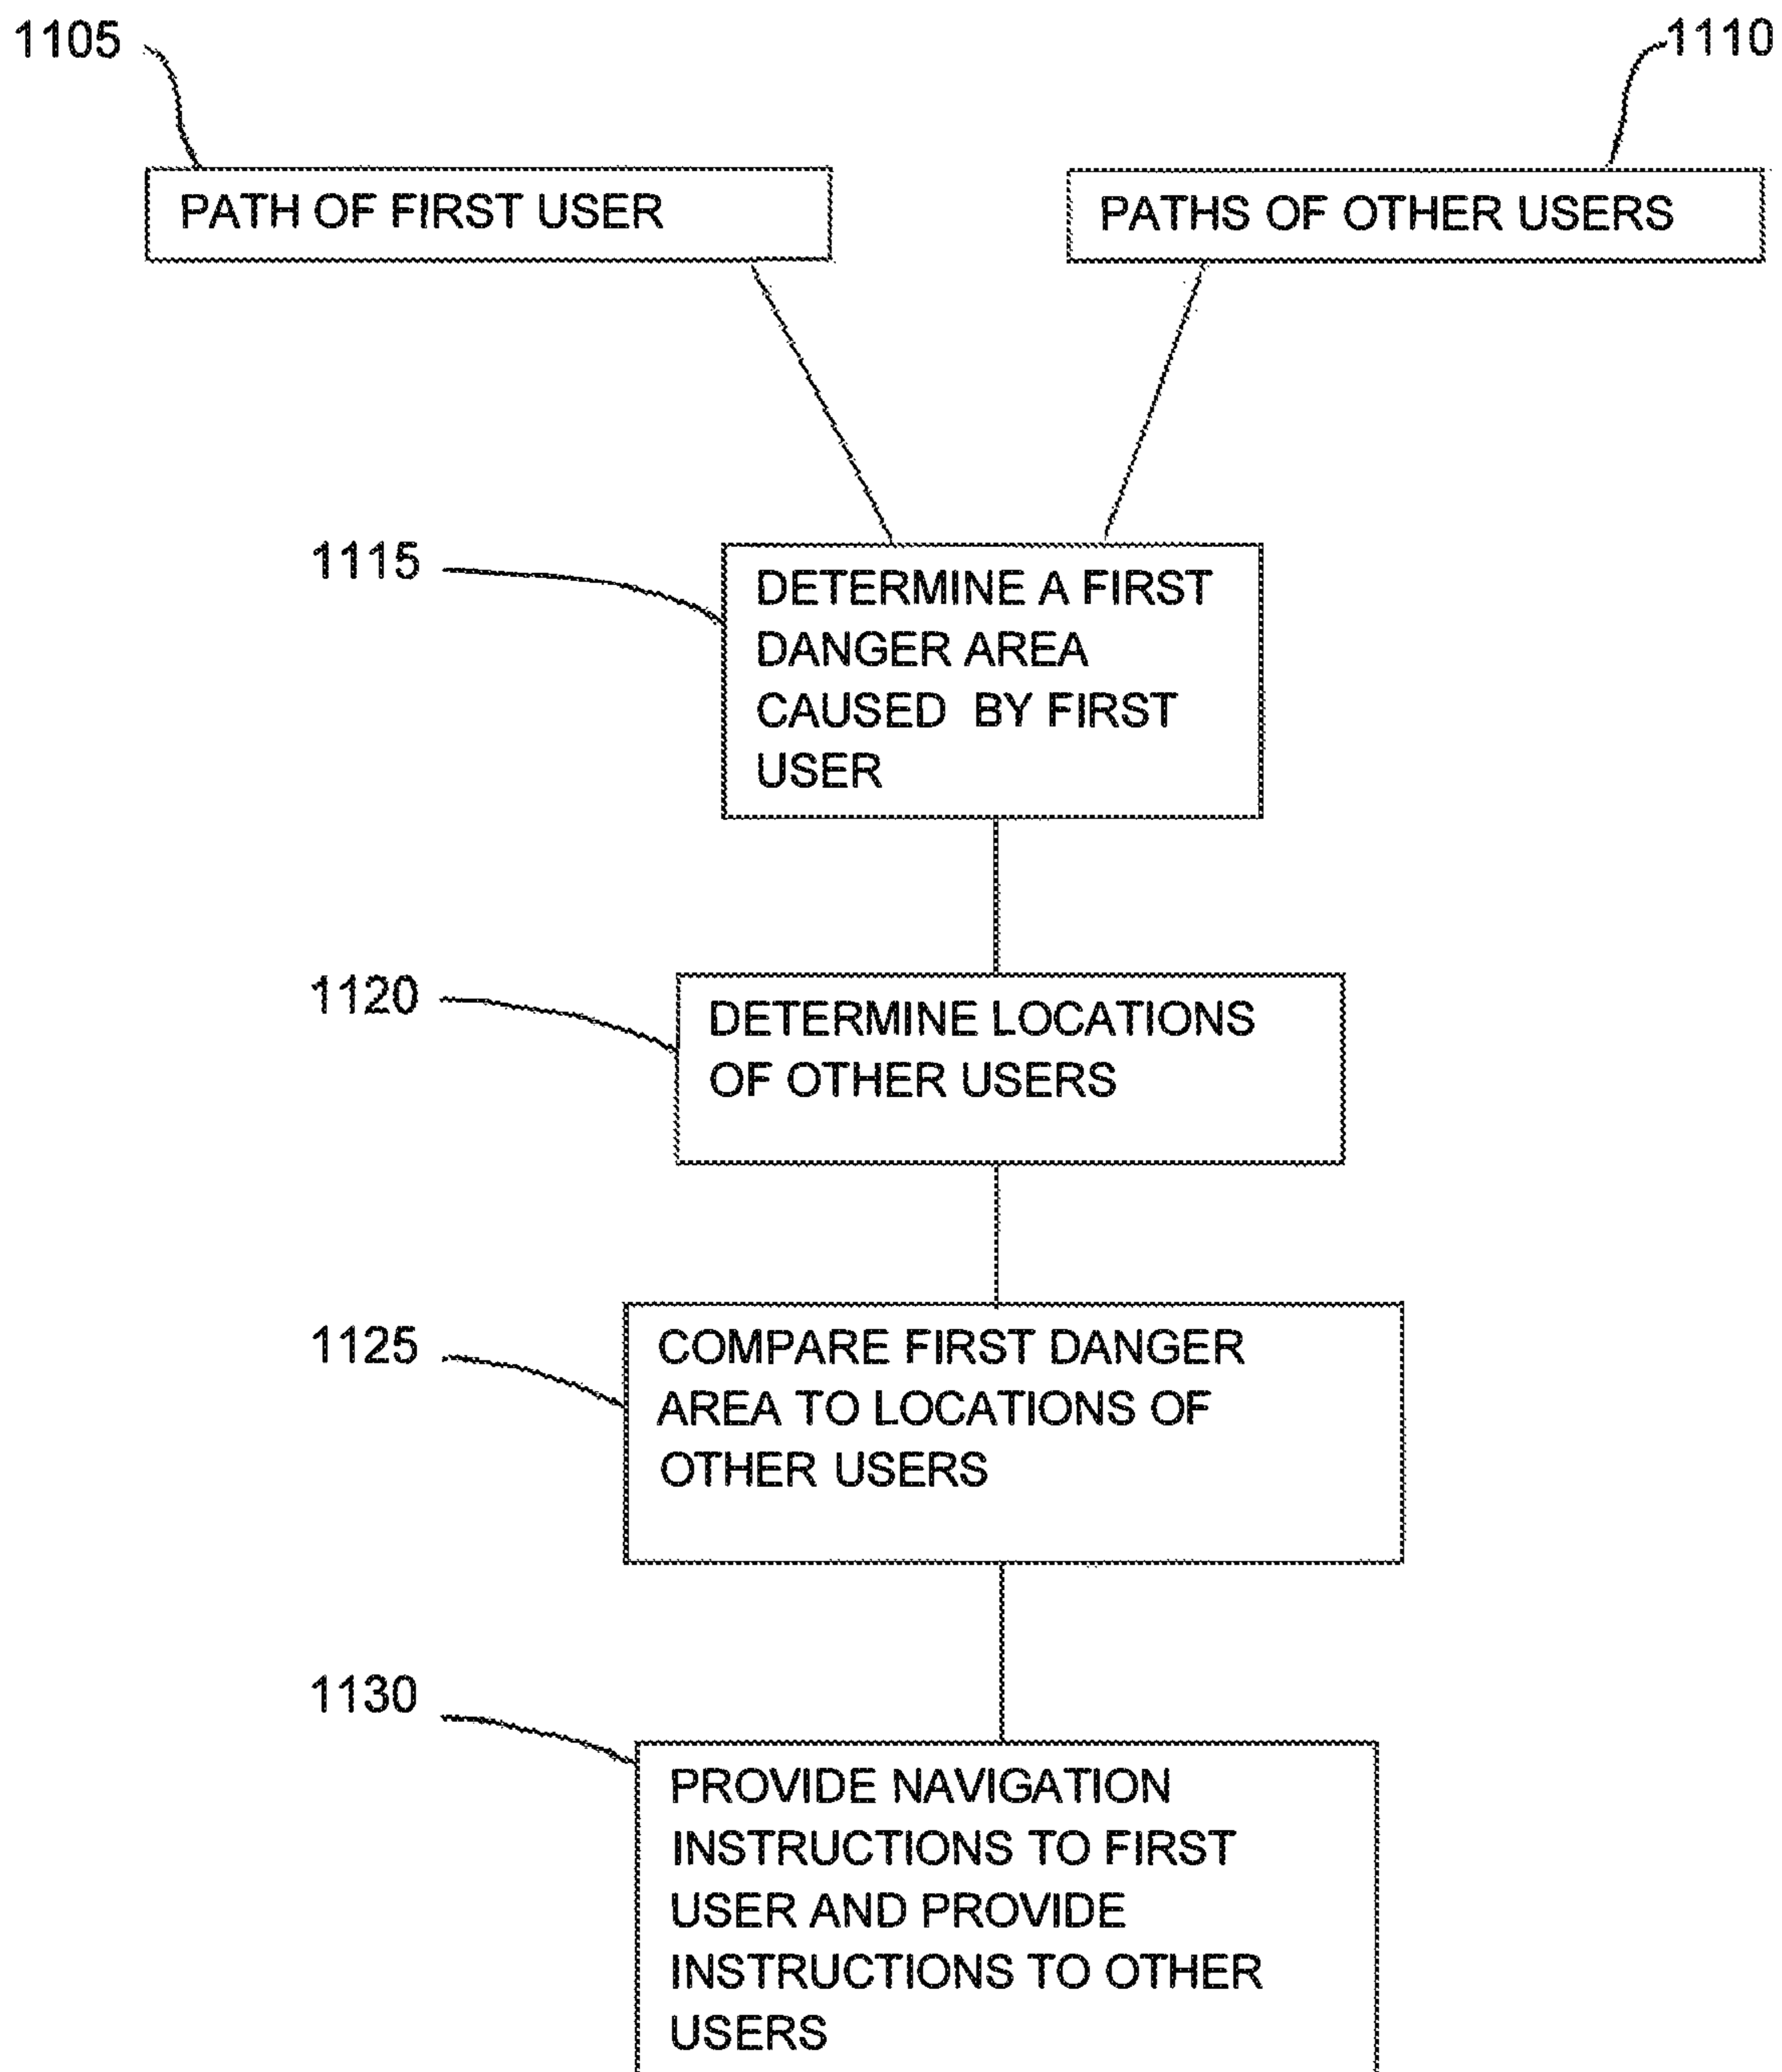 1105
1110
PATH OF FIRST USER
PATHS OF OTHER USERS
1115
DETERMINE A FIRST
DANGER AREA
CAUSED BY FIRST
USER
1120
DETERMINE LOCATIONS
OF OTHER USERS
1125
COMPARE FIRST DANGER
AREA TO LOCATIONS OF
OTHER USERS
1130
PROVIDE NAVIGATION
INSTRUCTIONS TO FIRST
USER AND PROVIDE
INSTRUCTIONS TO OTHER
USERS